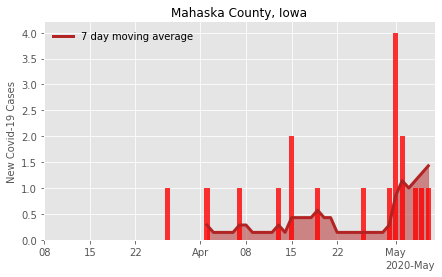 Mahaska County, Iowa
7 day moving average
New Covid-19 Cases
4.0
3.5
3.0
2.5
2.0
1.5
1.0
0.5
0.0
08 15 22 Apr 08 15 22 May
2020-May